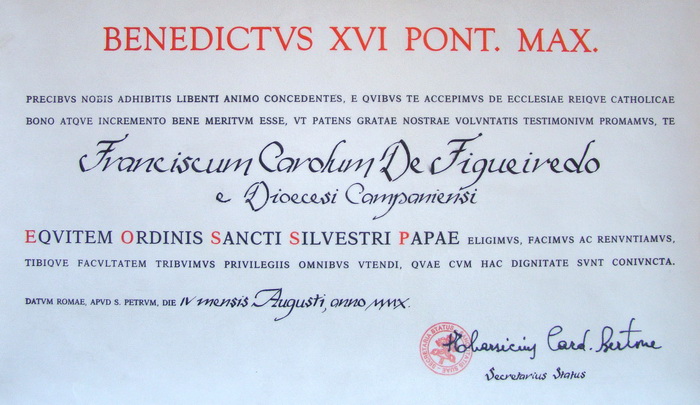 BENEDICTVS XVI PONT. MAX.
PRECIBVS NOBIS ADHIBITIS LIBENTI ANIMO CONCEDENTES, E QVIBVS TE ACCEPIMVS DE ECCLESIAE REIQVE CATHOLICAE
BONO ATQVE INCREMENTO BENE MERITVM ESSE, VT PATENS GRATAE NOSTRAE VOLVNTATIS TESTIMONIVM PROMAMVS, TE
Franciscum Carolum De Figueiredo
e Dioecesi Campaniensi
EQVITEM ORDINIS SANCTI SILVESTRI PAPAE ELIGIMVS, FACIMVS AC RENVNTIAMVS,
TIBIQVE FACVLTATEM TRIBVIMVS PRIVILEGIIS OMNIBVS VTENDI, QVAE CVM HAC DIGNITATE SVNT CONIVNCTA.
DATVM ROMAE, APVD S. PETRVM, DIE IV mensis Augusti, anno MMX.
Card. Bertone
Secretarius Status